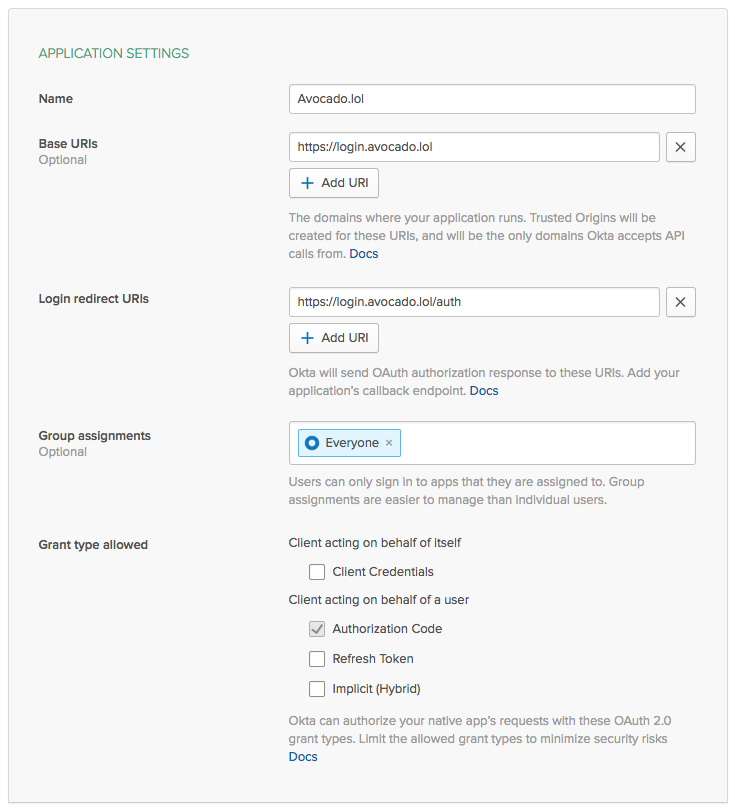 APPLICATION SETTINGS
Name
Avocado.lol
Base URIs
Optional
https://login.avocado.lol
Add URI
The domains where your application runs. Trusted Origins will be
created for these URIs, and will be the only domains Okta accepts API
calls from. Docs
Login redirect URIs
https://login.avocado.lol/auth
Add URI
Okta will send OAuth authorization response to these URIs. Add your
application's callback endpoint. Docs
Group assignments
Optional
Everyone ×
Users can only sign in to apps that they are assigned to. Group
assignments are easier to manage than individual users.
Grant type allowed
Client acting on behalf of itself
Client Credentials
Client acting on behalf of a user
Authorization Code
Refresh Token
Implicit (Hybrid)
Okta can authorize your native app's requests with these OAuth 2.0
grant types. Limit the allowed grant types to minimize security risks
Docs